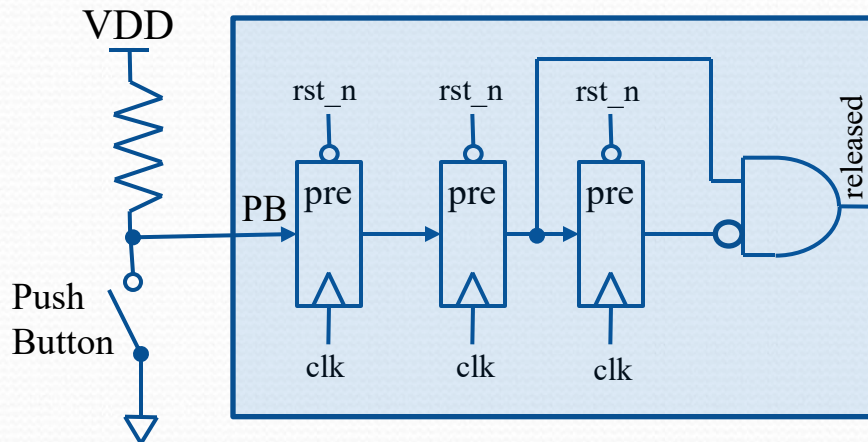 VDD
rst_n
rst_n
rst_n
released
PB
pre
pre
pre
Push
Button
clk
clk
clk